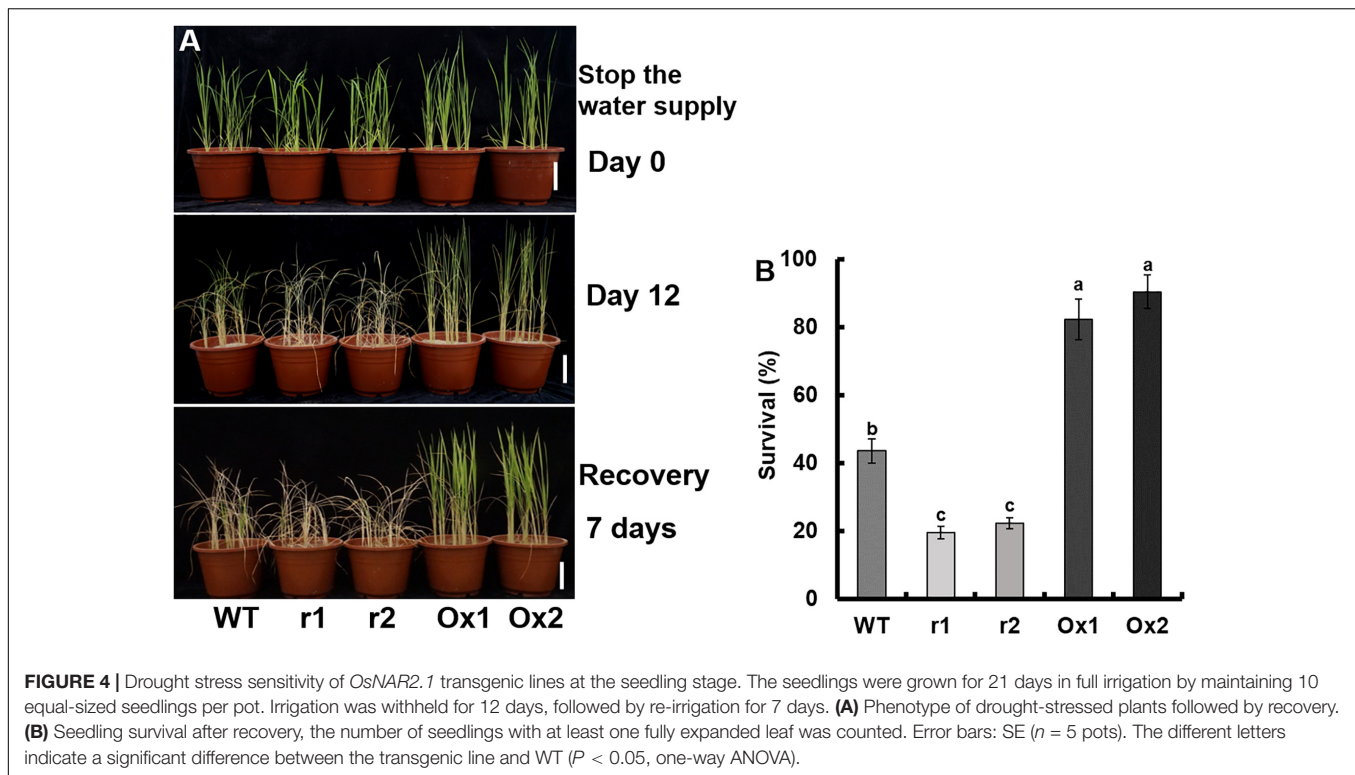 A
Stop the
water supply
Day 0
Day 12
Recovery
7 days
WT r1 r2 Ox1 Ox2
B
100
80
60
40
20
0
Survival (%)
b
c
c
a
a
WT r1 r2 Ox1 Ox2
FIGURE 4 | Drought stress sensitivity of OsNAR2.1 transgenic lines at the seedling stage. The seedlings were grown for 21 days in full irrigation by maintaining 10
equal-sized seedlings per pot. Irrigation was withheld for 12 days, followed by re-irrigation for 7 days. (A) Phenotype of drought-stressed plants followed by recovery.
(B) Seedling survival after recovery, the number of seedlings with at least one fully expanded leaf was counted. Error bars: SE (n = 5 pots). The different letters
indicate a significant difference between the transgenic line and WT (P < 0.05, one-way ANOVA).